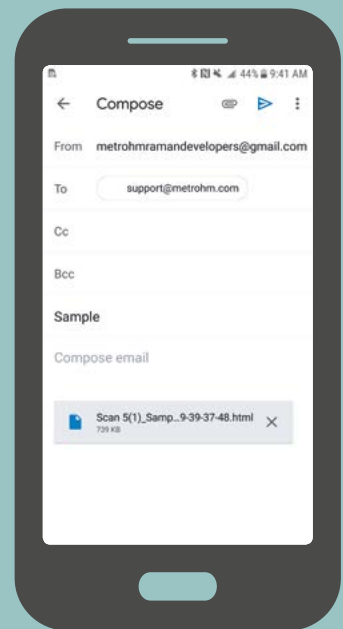 44% 9:41 AM
Compose
From metrohmramandevelopers@gmail.com
To support@metrohm.com
Cc
Bcc
Sample
Compose email
Scan 5(1)_Samp...9-39-37-48.html
739 KB